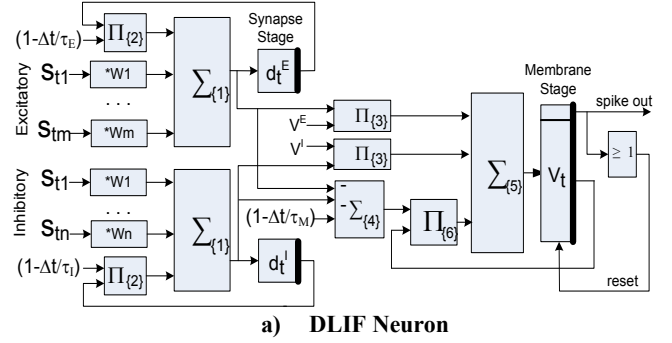 Synapse
Stage
Excitatory
(1-Δt/τE)
∏{2}
St1
*W1
. . .
Stm
*Wm
∑{1}
dtE
Inhibitory
St1
*W1
. . .
Stn
*Wn
(1-Δt/τI)
∏{2}
∑{1}
dtI
VE
∏{3}
VI
∏{3}
-
-
∑{4}
(1-Δt/τM)
∏{6}
∑{5}
Membrane
Stage
Vt
spike out
≥ 1
reset
a) DLIF Neuron